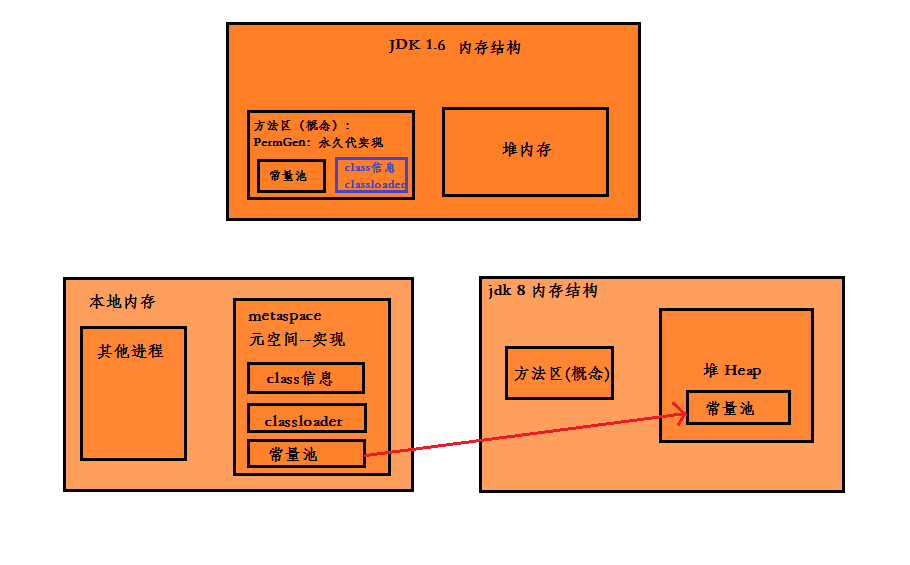 JDK 1.6 内存结构
方法区（概念）：
PermGen：永久代实现
常量池
class信息
classloader
堆内存
本地内存
其他进程
metaspace
元空间--实现
class信息
classloader
常量池
jdk 8 内存结构
方法区(概念)
堆 Heap
常量池